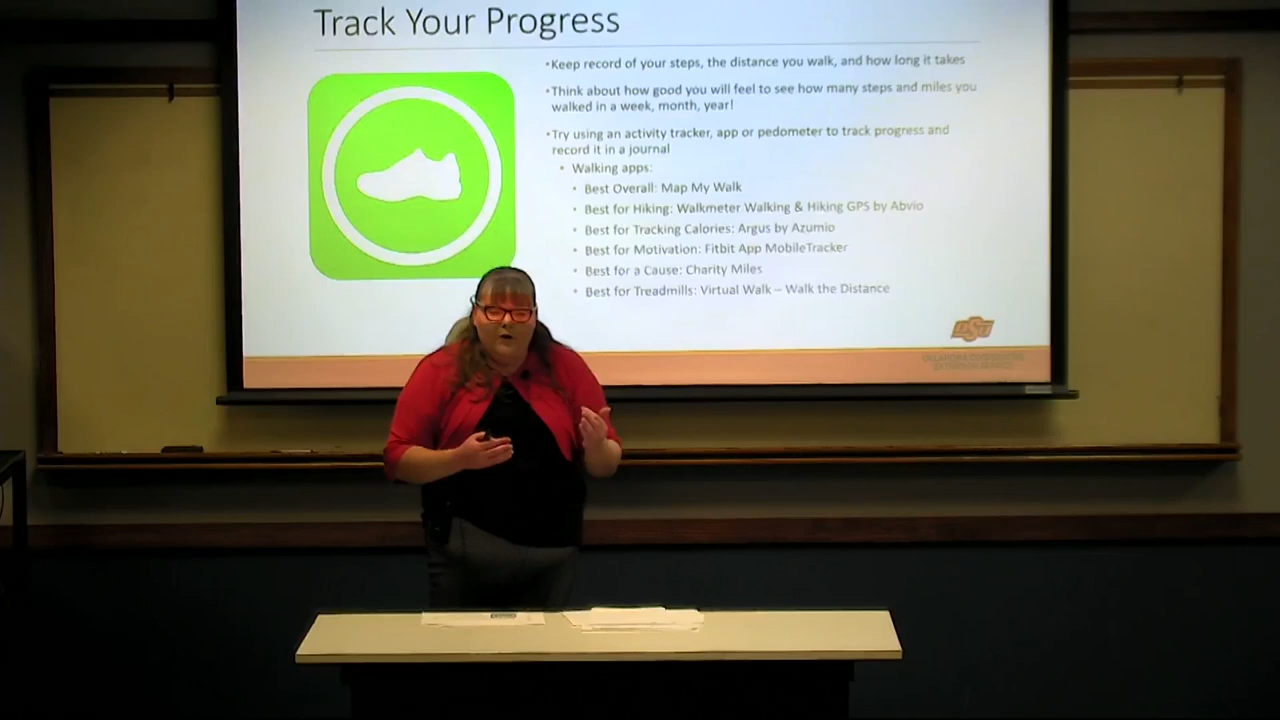 Track Your Progress
•Keep record of your steps, the distance you walk, and how long it takes
•Think about how good you will feel to see how many steps and miles you
walked in a week, month, year!
•Try using an activity tracker, app or pedometer to track progress and
record it in a journal
• Walking apps:
• Best Overall: Map My Walk
• Best for Hiking: Walkmeter Walking & Hiking GPS by Abvio
• Best for Tracking Calories: Argus by Azumio
• Best for Motivation: Fitbit App MobileTracker
• Best for a Cause: Charity Miles
• Best for Treadmills: Virtual Walk – Walk the Distance
OSU
OKLAHOMA COOPERATIVE
EXTENSION SERVICE